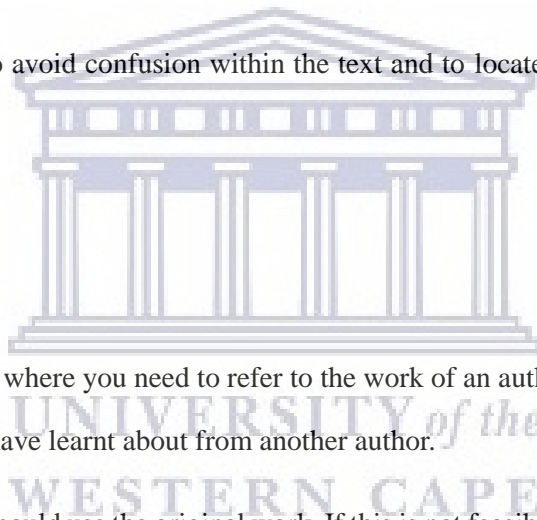 avoid confusion within the text and to locate
where you need to refer to the work of an auth
UNIVERSITY of the
ave learnt about from another author.
WESTERN CAPE
ould use the original work. If this is not feasib